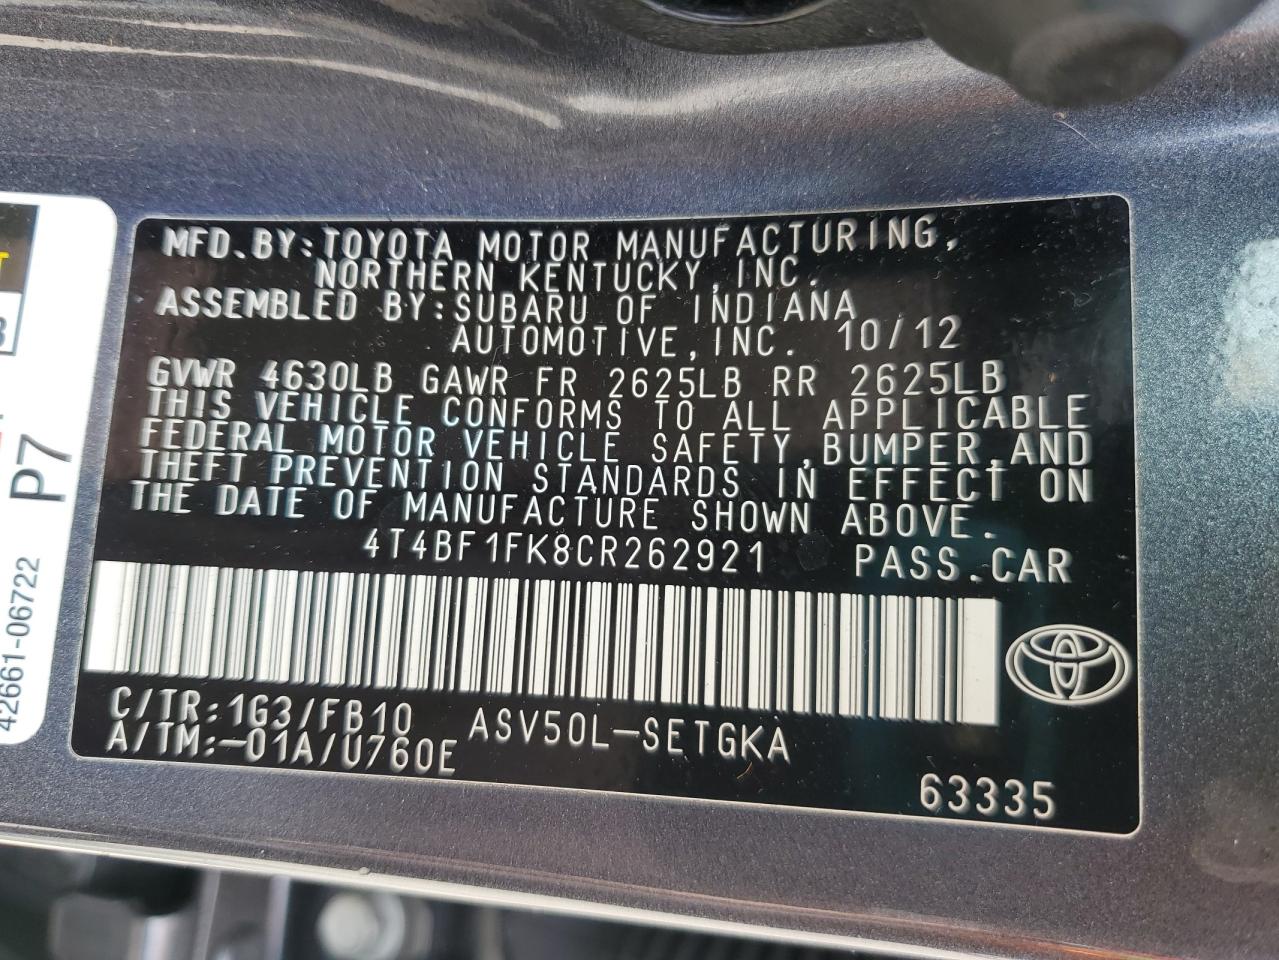 MFD.BY:TOYOTA MOTOR MANUFACTURING,
NORTHERN KENTUCKY,INC.
ASSEMBLED BY:SUBARU OF INDIANA
AUTOMOTIVE,INC. 10/12
GVWR 4630LB GAWR FR 2625LB RR 2625LB
THIS VEHICLE CONFORMS TO ALL APPLICABLE
FEDERAL MOTOR VEHICLE SAFETY,BUMPER,AND
THEFT PREVENTION STANDARDS IN EFFECT ON
THE DATE OF MANUFACTURE SHOWN ABOVE.
4T4BF1FK8CR262921 PASS.CAR
C/TR:1G3/FB10 ASV50L-SETGKA
A/TM:-01A/U760E
63335
P7
42661-06722